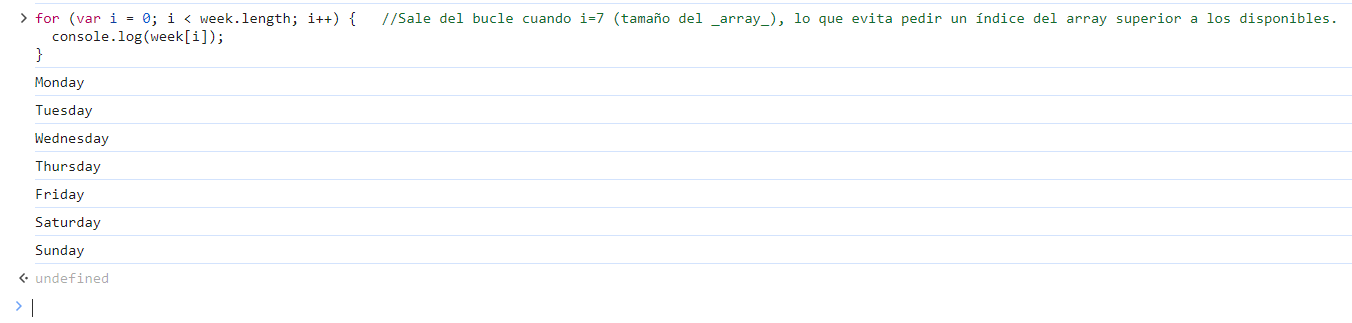 for (var i = 0; i < week.length; i++) {   //Sale del bucle cuando i=7 (tamaño del _array_), lo que evita pedir un índice del array superior a los disponibles.
  console.log(week[i]);
}
Monday
Tuesday
Wednesday
Thursday
Friday
Saturday
Sunday
undefined